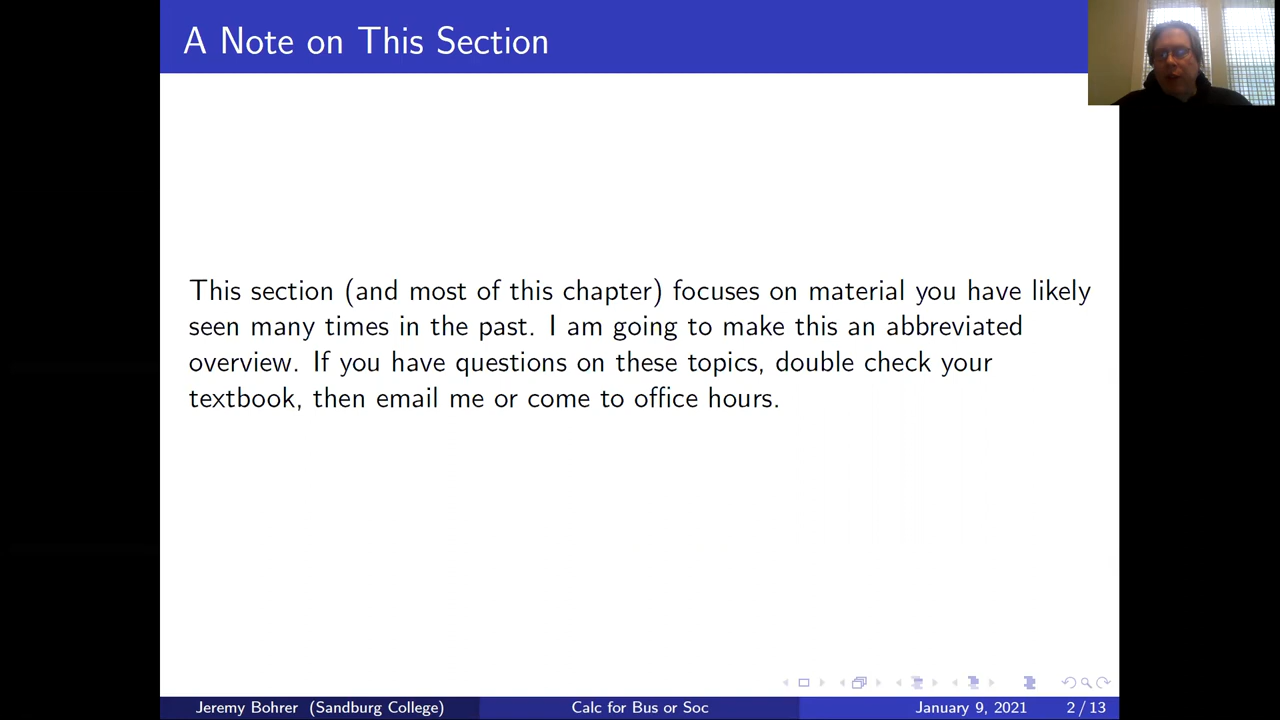 A Note on This Section
This section (and most of this chapter) focuses on material you have likely
seen many times in the past. I am going to make this an abbreviated
overview. If you have questions on these topics, double check your
textbook, then email me or come to office hours.
Jeremy Bohrer (Sandburg College) Calc for Bus or Soc January 9, 2021 2 / 13